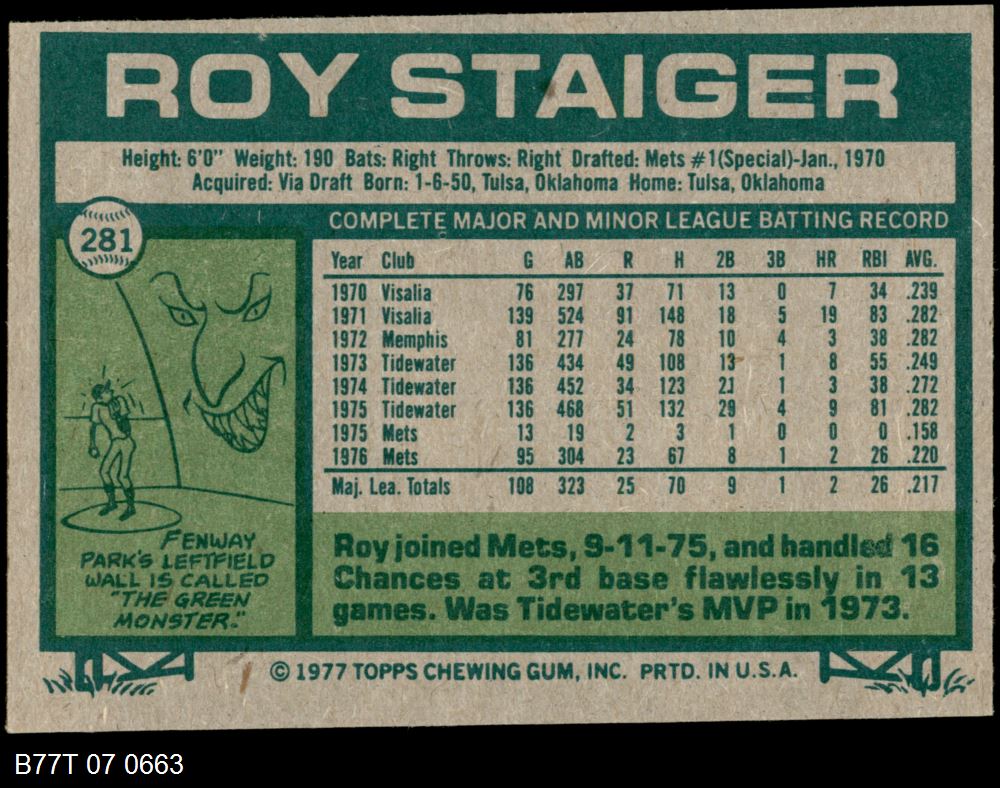 ROY STAIGER
Height: 6'0" Weight: 190 Bats: Right Throws: Right Drafted: Mets #1(Special)-Jan., 1970
Acquired: Via Draft Born: 1-6-50, Tulsa, Oklahoma Home: Tulsa, Oklahoma
281
COMPLETE MAJOR AND MINOR LEAGUE BATTING RECORD
Year Club G AB R H 2B 3B HR RBI AVG.
1970 Visalia 76 297 37 71 13 0 7 34 .239
1971 Visalia 139 524 91 148 18 5 19 83 .282
1972 Memphis 81 277 24 78 10 4 3 38 .282
1973 Tidewater 136 434 49 108 13 1 8 55 .249
1974 Tidewater 136 452 34 123 21 1 3 38 .272
1975 Tidewater 136 468 51 132 29 4 9 81 .282
1975 Mets 13 19 2 3 1 0 0 0 .158
1976 Mets 95 304 23 67 8 1 2 26 .220
Maj. Lea. Totals 108 323 25 70 9 1 2 26 .217
FENWAY
PARK'S LEFTFIELD
WALL IS CALLED
"THE GREEN
MONSTER."
Roy joined Mets, 9-11-75, and handled 16
Chances at 3rd base flawlessly in 13
games. Was Tidewater's MVP in 1973.
© 1977 TOPPS CHEWING GUM, INC. PRTD. IN U.S.A.
B77T 07 0663